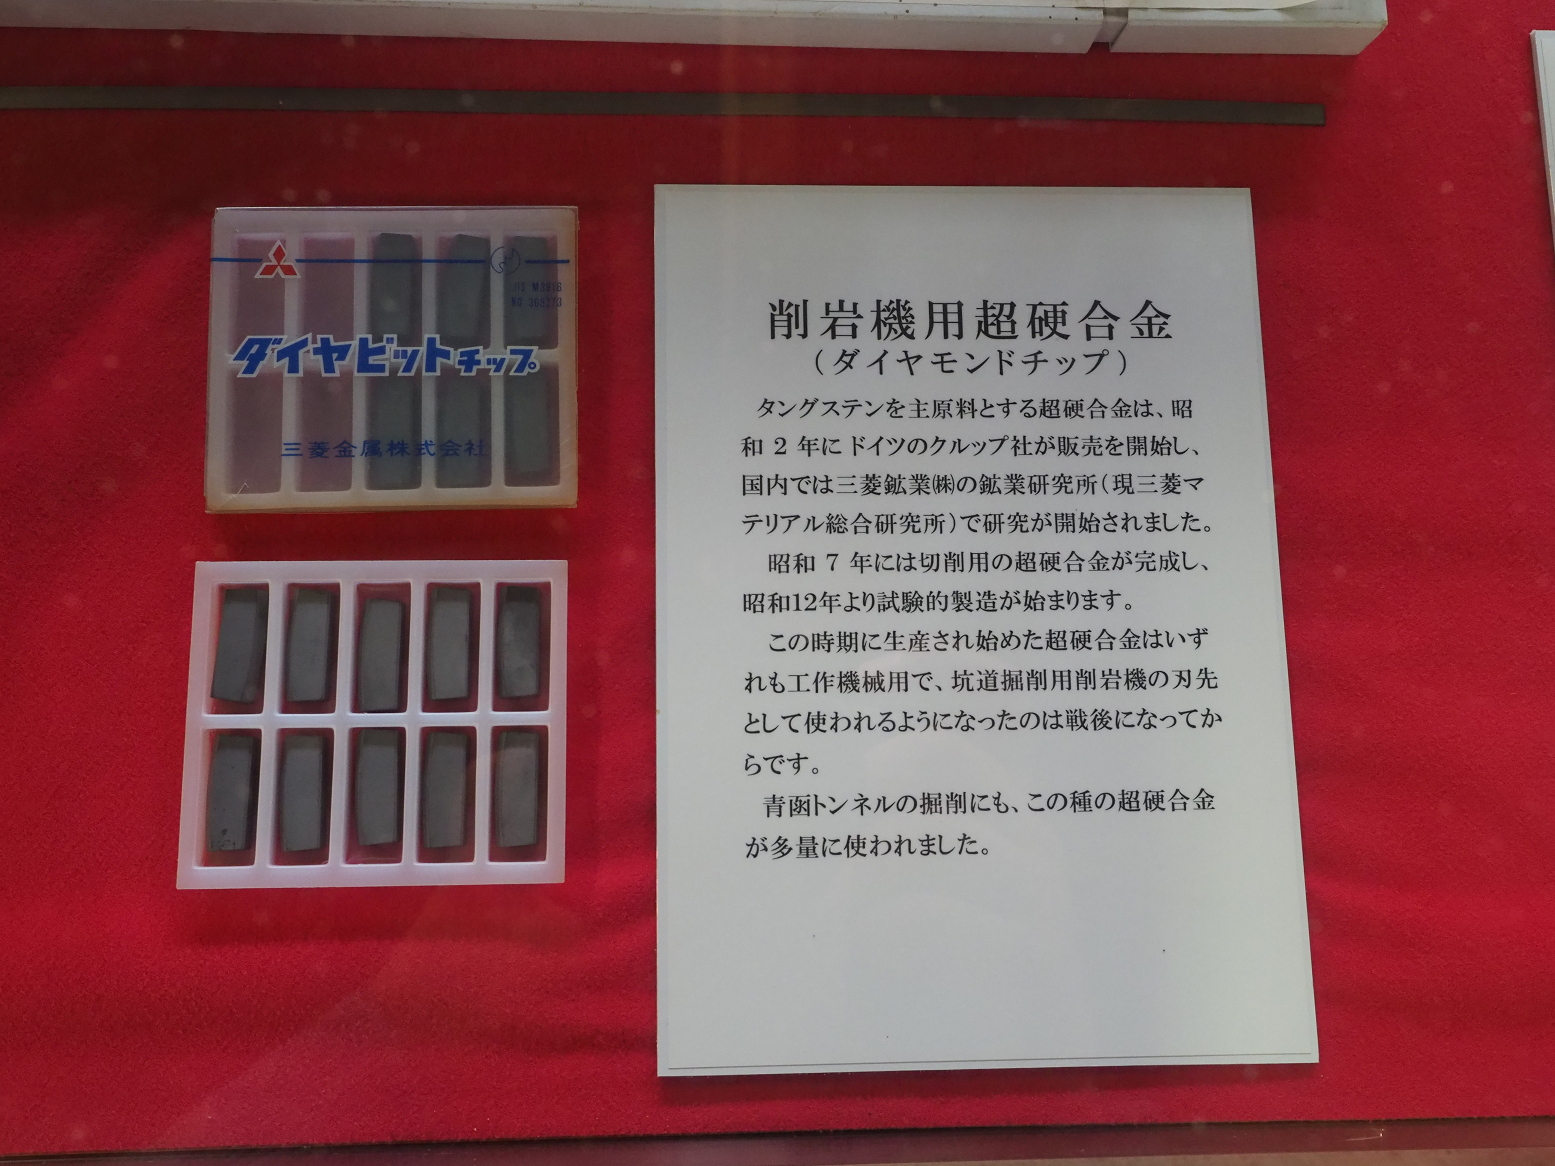 ダイヤビットチップ
三菱金属株式会社
削岩機用超硬合金
（ダイヤモンドチップ）
タングステンを主原料とする超硬合金は、昭
和 2 年にドイツのクルップ社が販売を開始し、
国内では三菱鉱業㈱の鉱業研究所（現三菱マ
テリアル総合研究所）で研究が開始されました。
昭和 7 年には切削用の超硬合金が完成し、
昭和12年より試験的製造が始まります。
この時期に生産され始めた超硬合金はいず
れも工作機械用で、坑道掘削用削岩機の刃先
として使われるようになったのは戦後になってか
らです。
青函トンネルの掘削にも、この種の超硬合金
が多量に使われました。